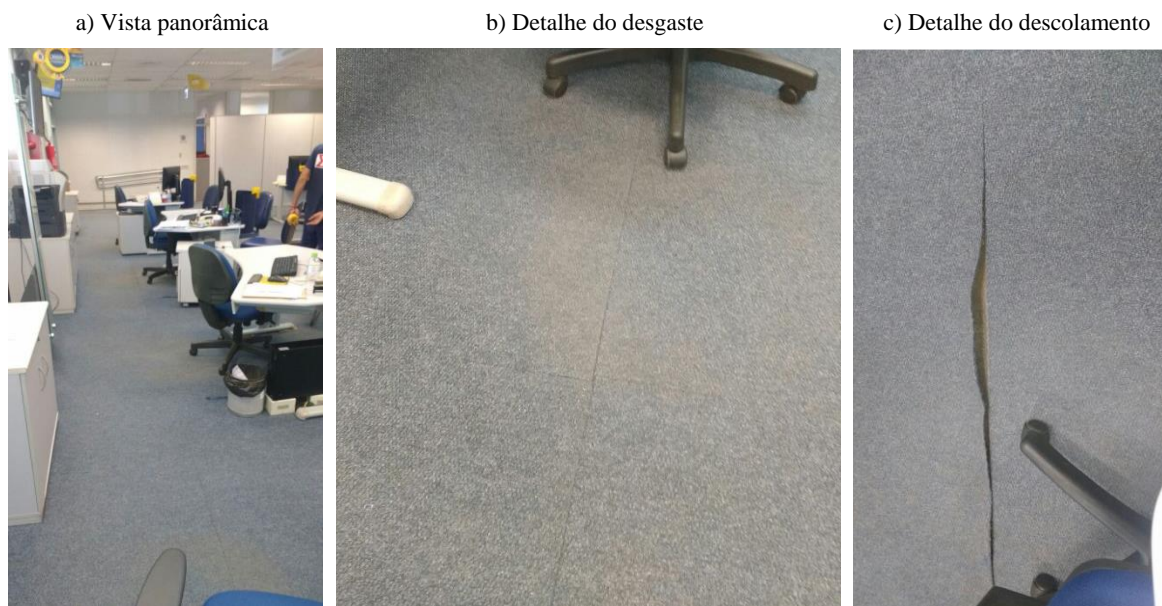 a) Vista panorâmica
b) Detalhe do desgaste
c) Detalhe do descolamento